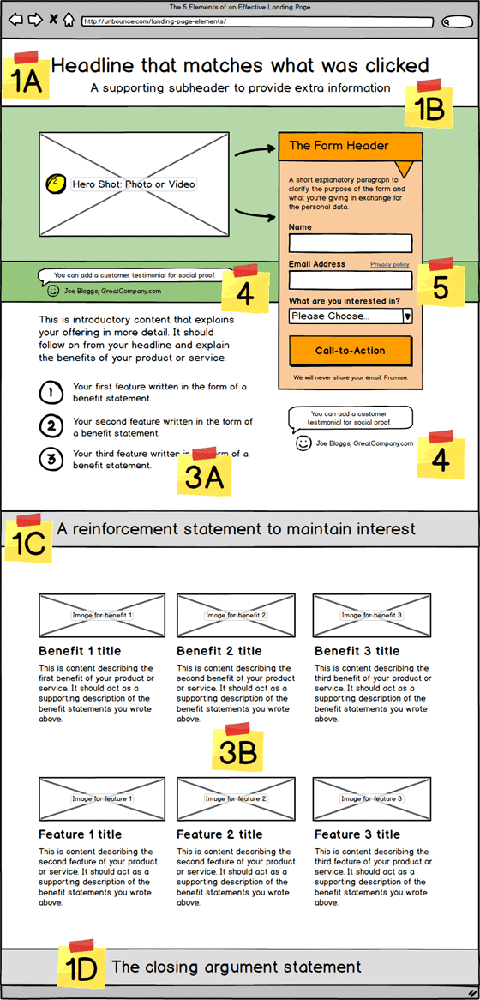 The 5 Elements of an Effective Landing Page
http://unbounce.com/landing-page-elements/
1A
Headline that matches what was clicked
A supporting subheader to provide extra information
1B
2
Hero Shot: Photo or Video
The Form Header
A short explanatory paragraph to
clarify the purpose of the form and
what you're giving in exchange for
the personal data.
Name
Email Address
Privacy policy
5
What are you interested in?
Please Choose...
Call-to-Action
We will never share your email. Promise.
You can add a customer testimonial for social proof.
Joe Bloggs, GreatCompany.com
4
This is introductory content that explains
your offering in more detail. It should
follow on from your headline and explain
the benefits of your product or service.
1
Your first feature written in the form of a
benefit statement.
2
Your second feature written in the form of
a benefit statement.
3
Your third feature written in form of a
benefit statement.
3A
You can add a customer
testimonial for social proof.
Joe Bloggs, GreatCompany.com
4
1C
A reinforcement statement to maintain interest
Image for benefit 1
Image for benefit 2
Image for benefit 3
Benefit 1 title
This is content describing the
first benefit of your product or
service. It should act as a
supporting description of the
benefit statements you wrote
above.
Benefit 2 title
This is content describing the
second benefit of your product
or service. It should act as a
supporting description of the
benefit statements you wrote
above.
Benefit 3 title
This is content describing the
third benefit of your product or
service. It should act as a
supporting description of the
benefit statements you wrote
above.
3B
Image for feature 1
Image for feature 2
Image for feature 3
Feature 1 title
This is content describing the
second feature of your product
or service. It should act as a
supporting description of the
benefit statements you wrote
above.
Feature 2 title
This is content describing the
second feature of your product
or service. It should act as a
supporting description of the
benefit statements you wrote
above.
Feature 3 title
This is content describing the
third feature of your product or
service. It should act as a
supporting description of the
benefit statements you wrote
above.
1D
The closing argument statement